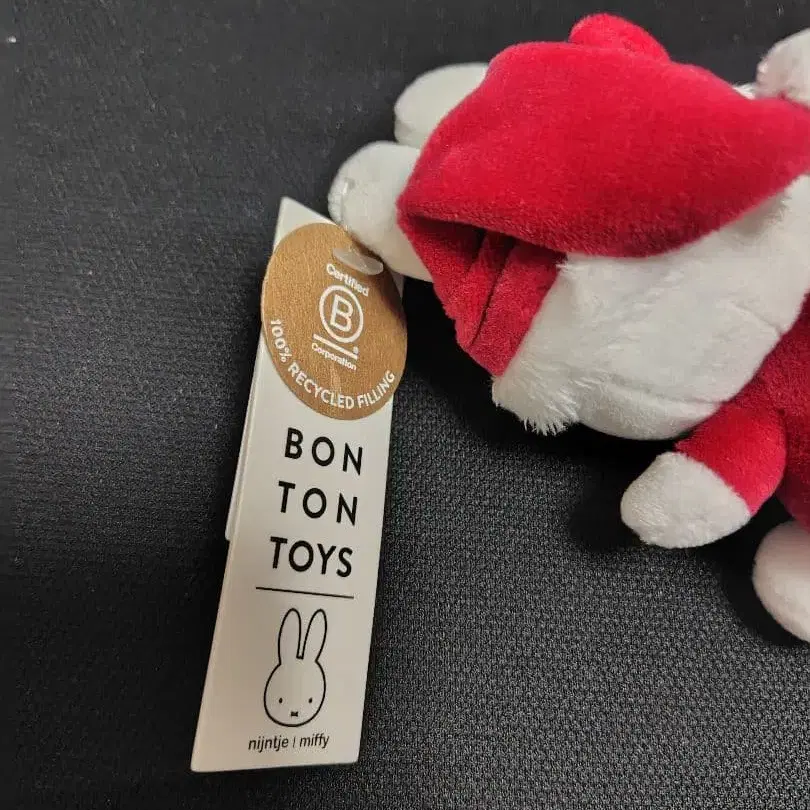 Certified
B
Corporation
100% RECYCLED FILLING
BON
TON
TOYS
nijntje | miffy